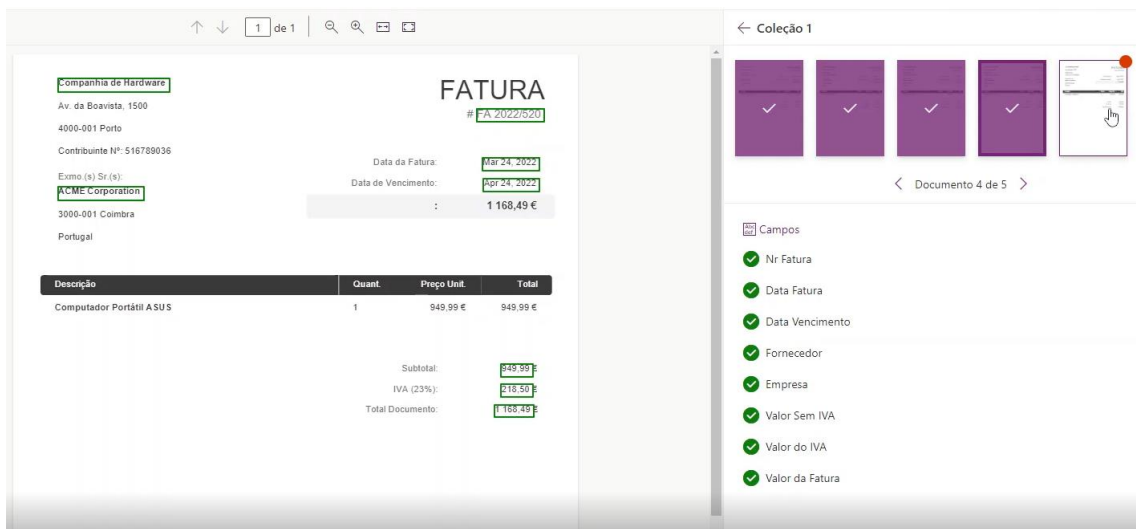 1 de 1
← Coleção 1
Companhia de Hardware
Av. da Boavista, 1500
4000-001 Porto
Contribuinte Nº: 516789036
Exmo.(s) Sr.(s):
ACME Corporation
3000-001 Coimbra
Portugal
FATURA
# FA 2022/520
Data da Fatura: Mar 24, 2022
Data de Vencimento: Apr 24, 2022
: 1 168,49 €
Descrição Quant. Preço Unit. Total
Computador Portátil ASUS 1 949,99 € 949,99 €
Subtotal: 949,99 €
IVA (23%): 218,50 €
Total Documento: 1 168,49 €
Documento 4 de 5
Campos
Nr Fatura
Data Fatura
Data Vencimento
Fornecedor
Empresa
Valor Sem IVA
Valor do IVA
Valor da Fatura